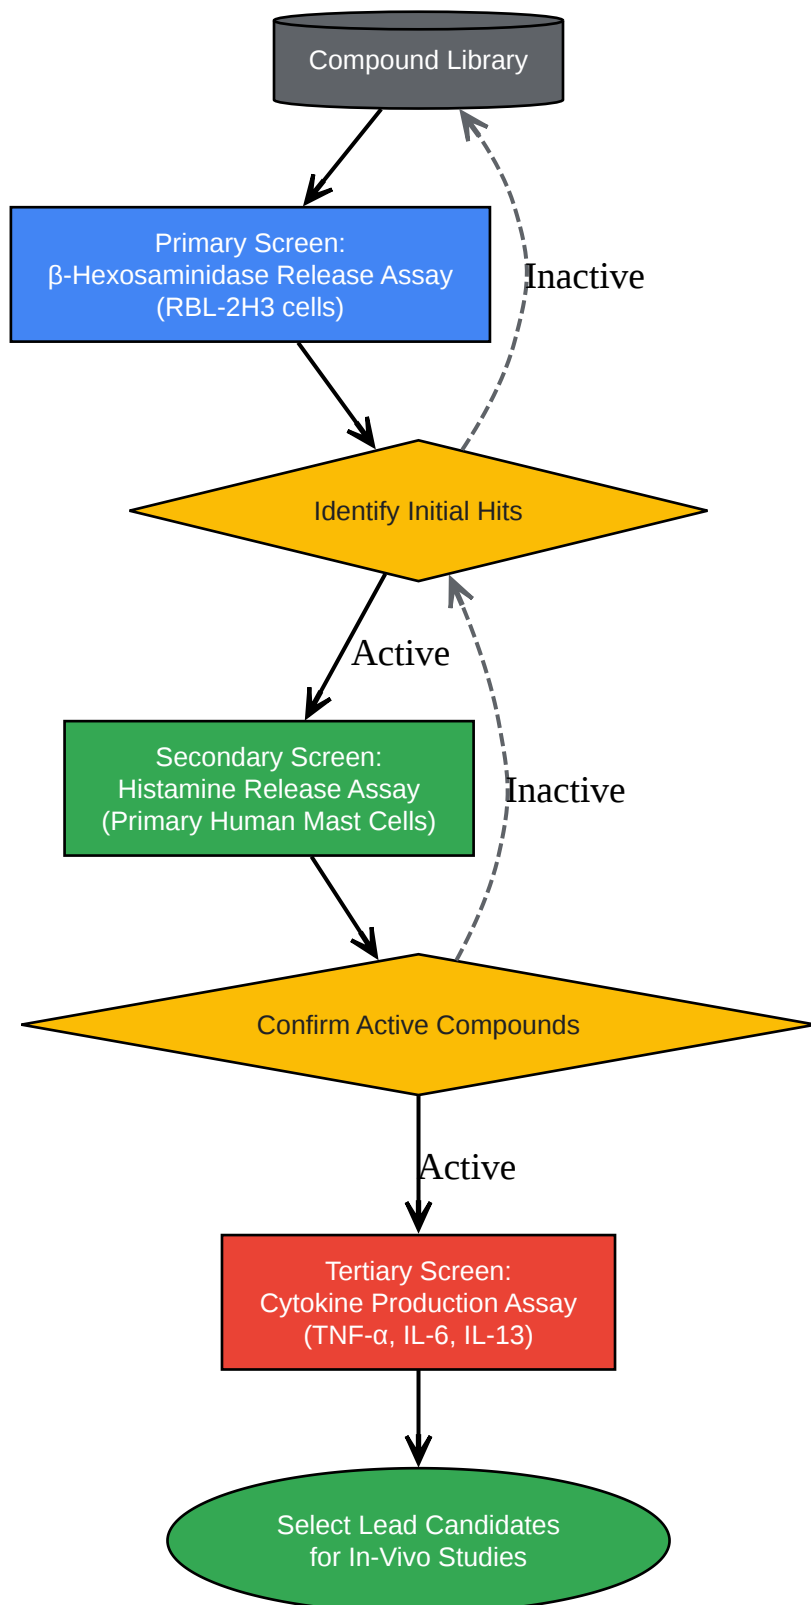 Compound Library
Primary Screen:
β-Hexosaminidase Release Assay
(RBL-2H3 cells)
Inactive
Identify Initial Hits
Active
Secondary Screen:
Histamine Release Assay
(Primary Human Mast Cells)
Inactive
Confirm Active Compounds
Active
Tertiary Screen:
Cytokine Production Assay
(TNF-α, IL-6, IL-13)
Select Lead Candidates
for In-Vivo Studies